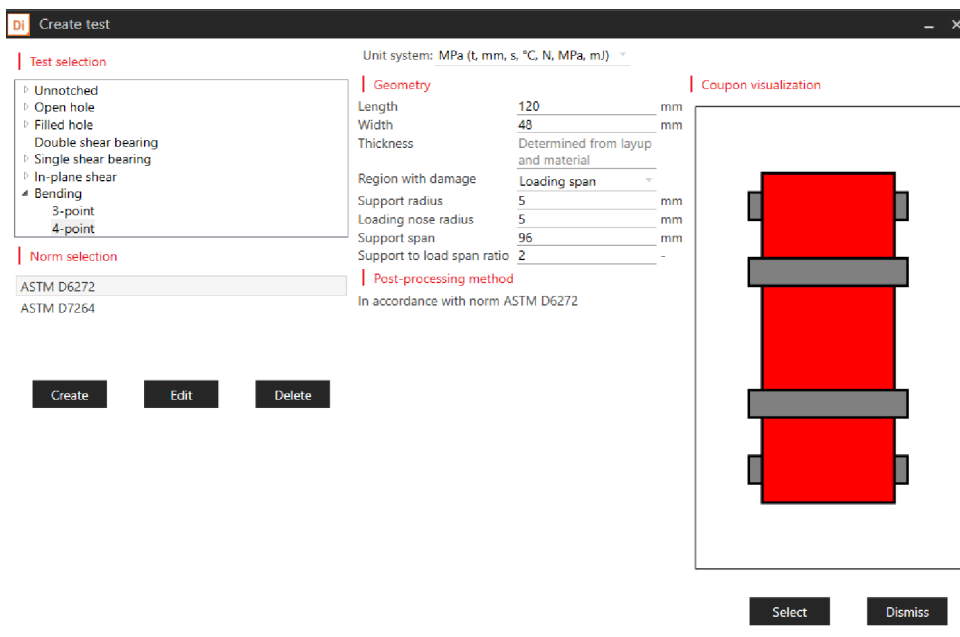 Di Create test
Test selection
Unnotched
Open hole
Filled hole
Double shear bearing
Single shear bearing
In-plane shear
Bending
3-point
4-point
Norm selection
ASTM D6272
ASTM D7264
Create Edit Delete
Unit system: MPa (t, mm, s, °C, N, MPa, mJ)
Geometry
Length 120 mm
Width 48 mm
Thickness Determined from layup
and material
Region with damage Loading span
Support radius 5 mm
Loading nose radius 5 mm
Support span 96 mm
Support to load span ratio 2 -
Post-processing method
In accordance with norm ASTM D6272
Coupon visualization
Select Dismiss